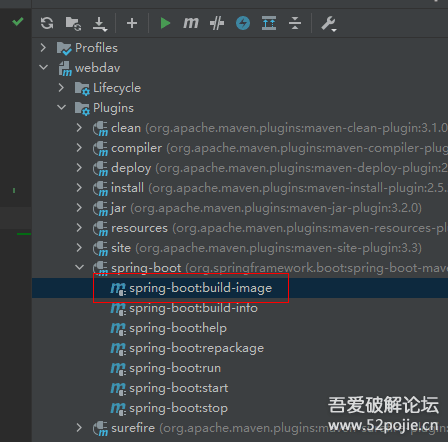 Profiles
webdav
Lifecycle
Plugins
clean (org.apache.maven.plugins:maven-clean-plugin:3.1.0
compiler (org.apache.maven.plugins:maven-compiler-plug
deploy (org.apache.maven.plugins:maven-deploy-plugin:2
install (org.apache.maven.plugins:maven-install-plugin:2.5.
jar (org.apache.maven.plugins:maven-jar-plugin:3.2.0)
resources (org.apache.maven.plugins:maven-resources-pl
site (org.apache.maven.plugins:maven-site-plugin:3.3)
spring-boot (org.springframework.boot:spring-boot-mav
spring-boot:build-image
spring-boot:build-info
spring-boot:help
spring-boot:repackage
spring-boot:run
spring-boot:start
spring-boot:stop
surefire (org.apache.maven.plugins:maven-surefire-plugin
吾爱破解论坛
www.52pojie.cn